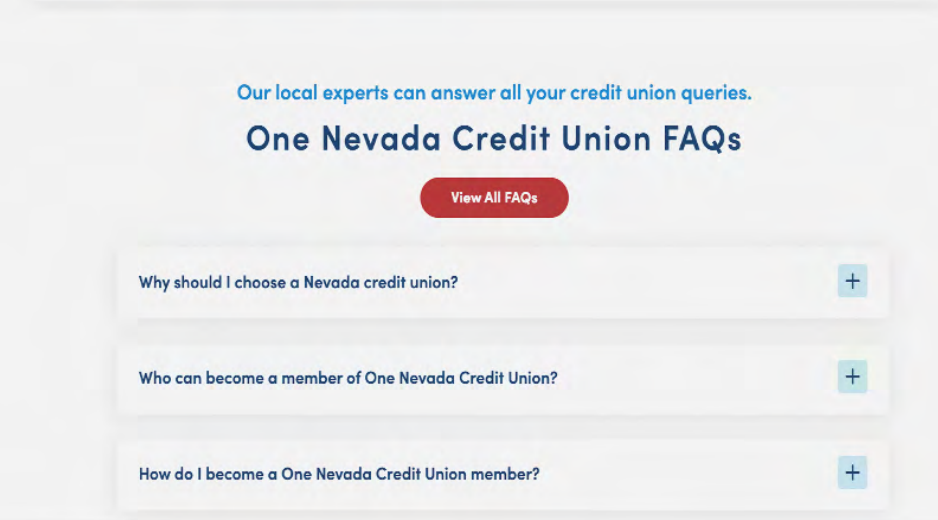 Our local experts can answer all your credit union queries.
One Nevada Credit Union FAQs
View All FAQs
Why should I choose a Nevada credit union?
Who can become a member of One Nevada Credit Union?
How do I become a One Nevada Credit Union member?